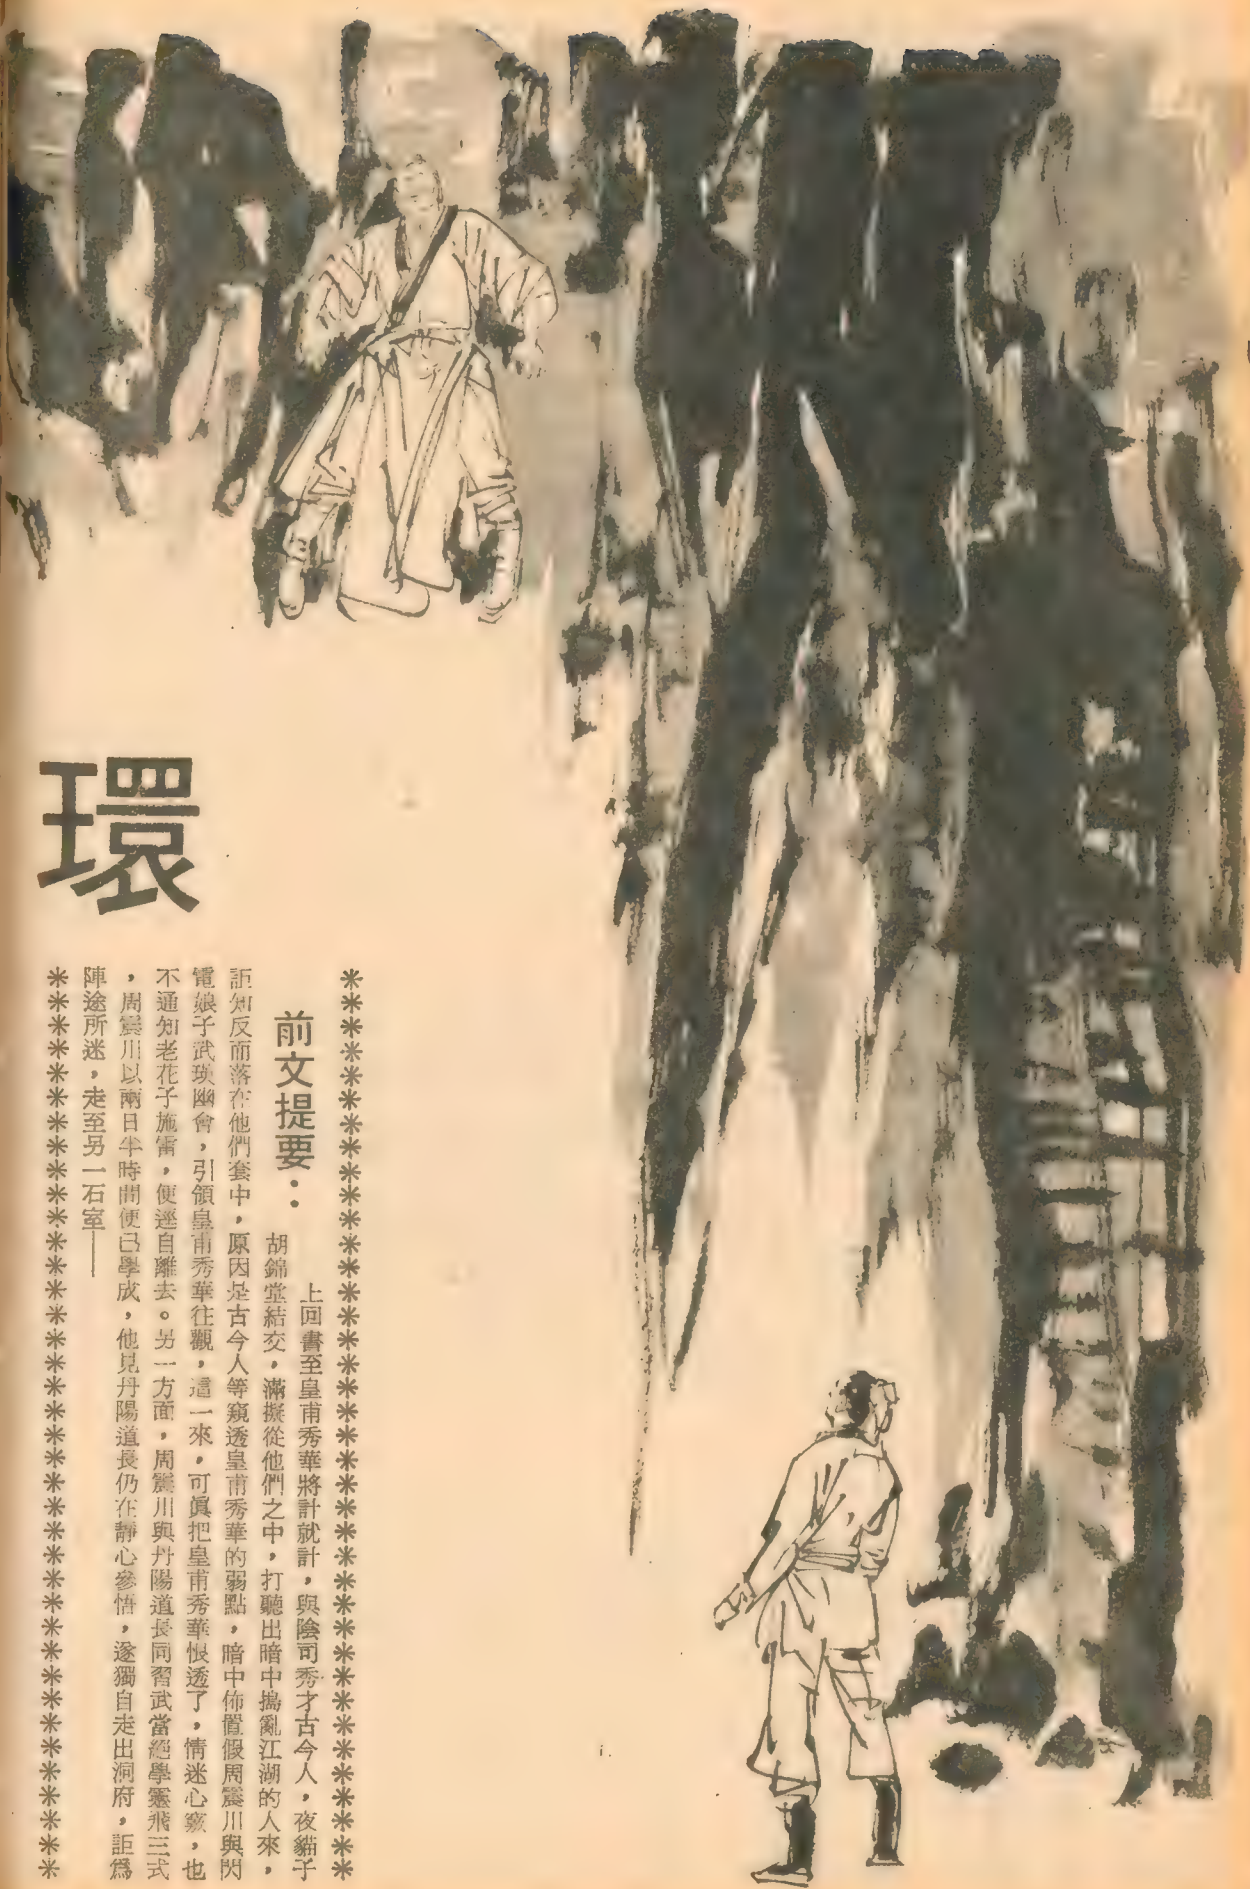 環
前文提要：
上回書至皇甫秀華將計就計，與陰司秀才古今人，夜貓子
胡錦堂結交，滿擬從他們之中，打聽出暗中搗亂江湖的人來，
詎知反而落在他們套中，原因是古今人等窺透皇甫秀華的弱點，暗中佈置假周震川與閃
電娘子武瑛幽會，引領皇甫秀華往觀，這一來，可眞把皇甫秀華恨透了，情迷心竅，也
不通知老花子施雷，便逕自離去。另一方面，周震川與丹陽道長同習武當絕學靈飛三式
，周震川以兩日半時間便已學成，他見丹陽道長仍在靜心參悟，遂獨自走出洞府，詎爲
陣途所迷，走至另一石室——